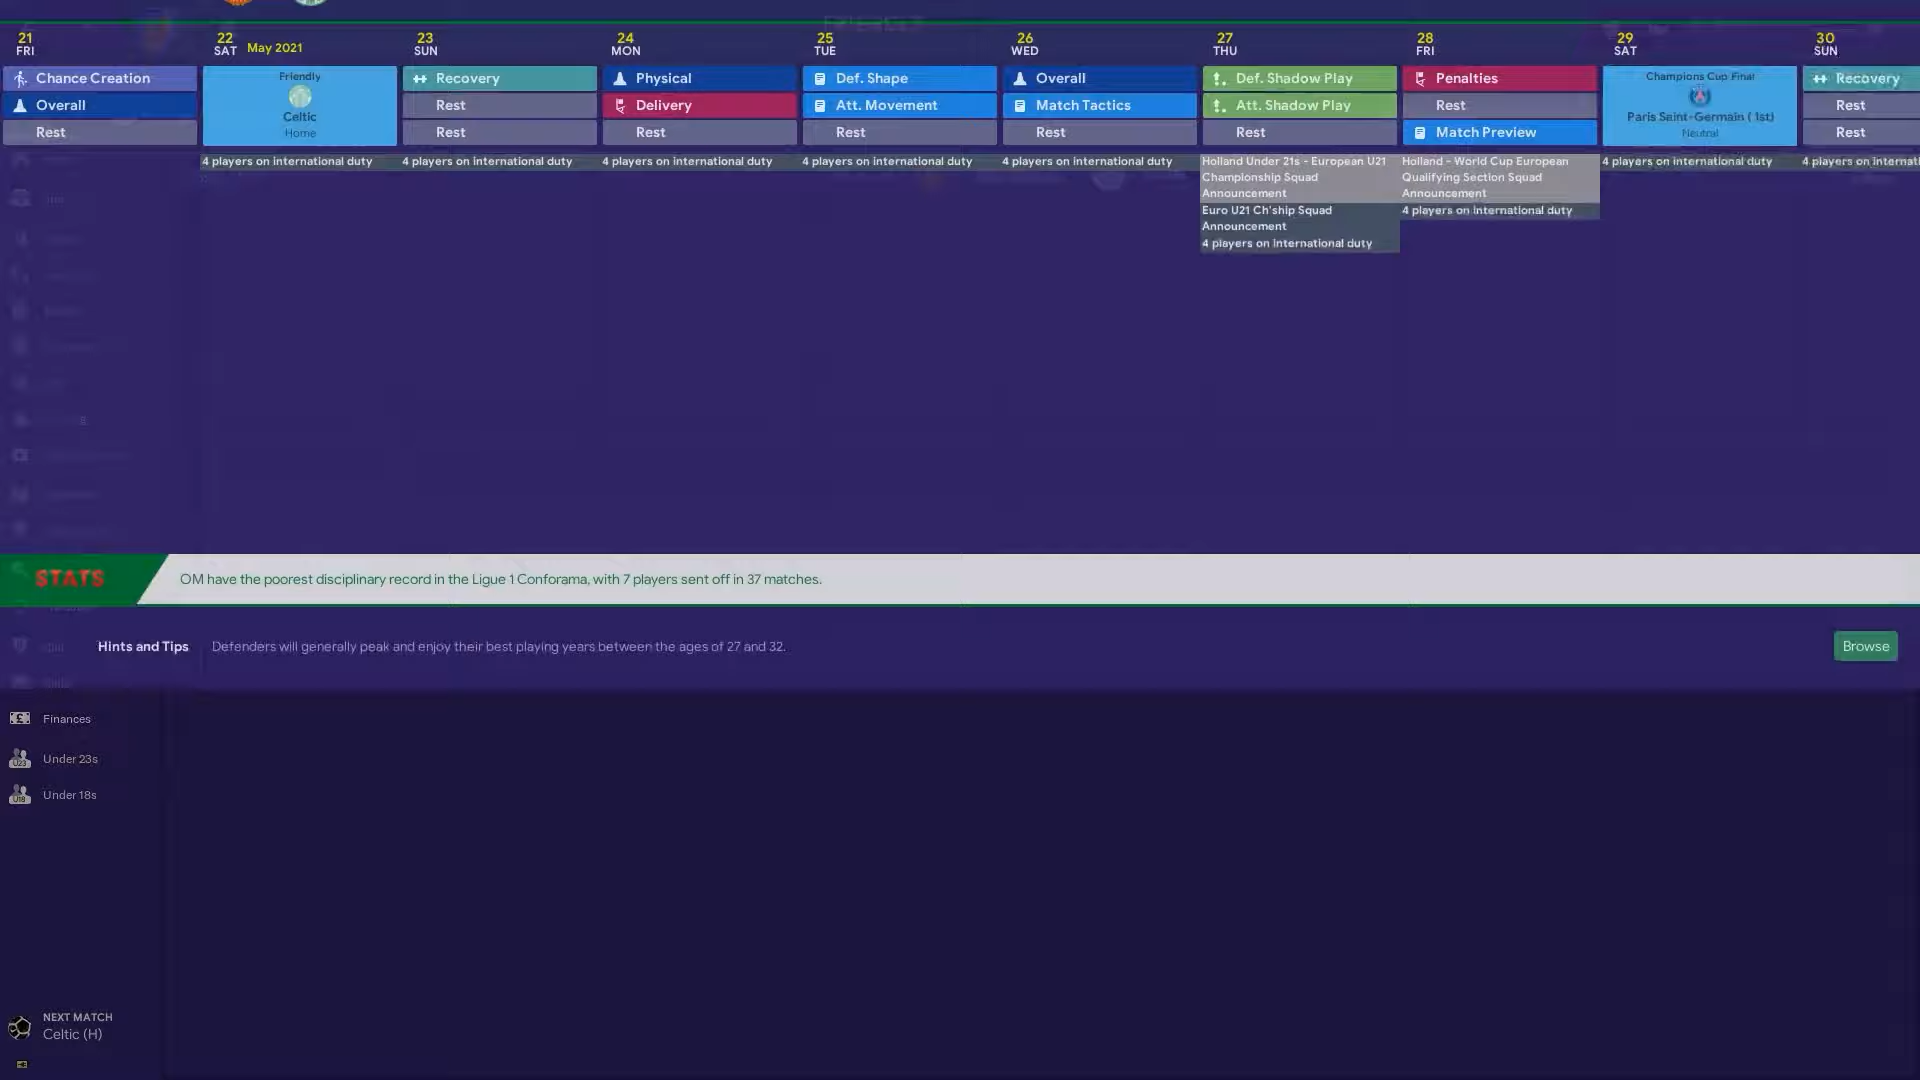 21
FRI
22
SAT May 2021
23
SUN
24
MON
25
TUE
26
WED
27
THU
28
FRI
29
SAT
30
SUN
Chance Creation
Overall
Rest
Friendly
Celtic
Home
Recovery
Rest
Rest
Physical
Delivery
Rest
Def. Shape
Att. Movement
Rest
Overall
Match Tactics
Rest
Def. Shadow Play
Att. Shadow Play
Rest
Penalties
Rest
Match Preview
Champions Cup Final
Paris Saint-Germain ( 1st)
Neutral
Recovery
Rest
Rest
4 players on international duty
4 players on international duty
4 players on international duty
4 players on international duty
4 players on international duty
Holland Under 21s - European U21
Championship Squad
Announcement
Euro U21 Ch'ship Squad
Announcement
4 players on international duty
Holland - World Cup European
Qualifying Section Squad
Announcement
4 players on international duty
4 players on international duty
4 players on internat
STATS
OM have the poorest disciplinary record in the Ligue 1 Conforama, with 7 players sent off in 37 matches.
Hints and Tips
Defenders will generally peak and enjoy their best playing years between the ages of 27 and 32.
Browse
Finances
U23 Under 23s
U18 Under 18s
NEXT MATCH
Celtic (H)